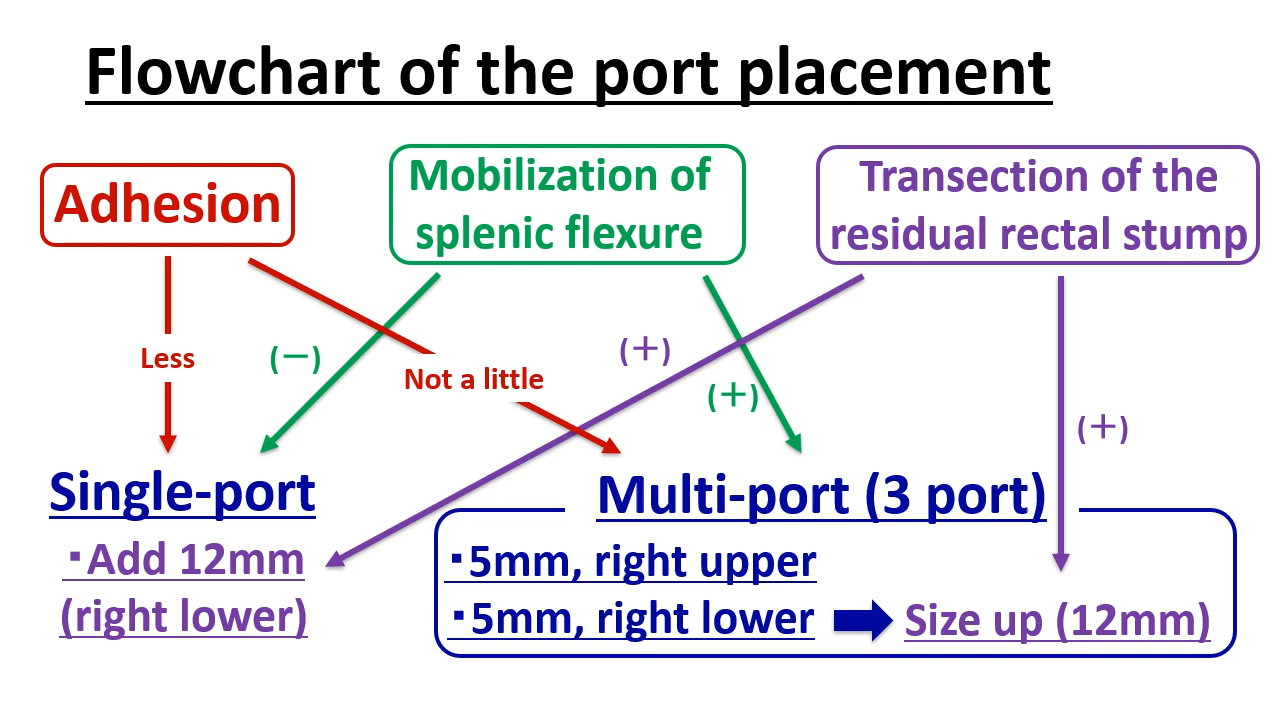 Flowchart of the port placement
Adhesion
Mobilization of
splenic flexure
Transection of the
residual rectal stump
Less
(−)
Not a little
(+)
(+)
(+)
Single-port
・Add 12mm
(right lower)
Multi-port (3 port)
・5mm, right upper
・5mm, right lower
Size up (12mm)